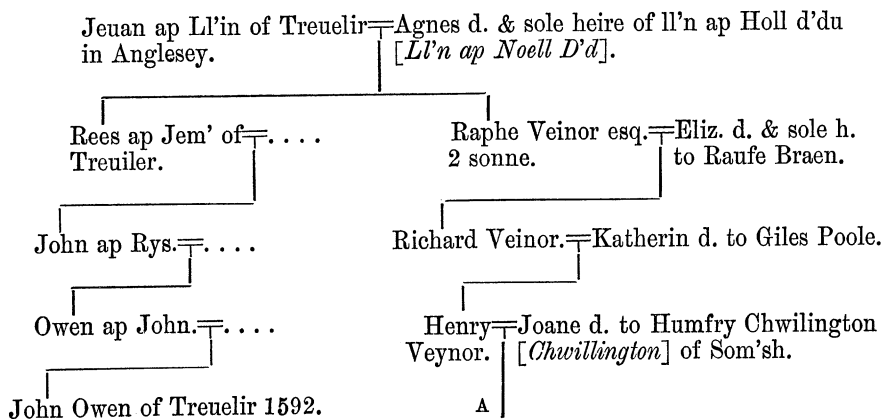 Jeuan ap Ll'in of Treuelir=Agnes d. & sole heire of ll'n ap Holl d'du
in Anglesey. [Ll'n ap Noell D'd].
Rees ap Jem' of=.... Raphe Veinor esq.=Eliz. d. & sole h.
Treuiler. 2 sonne. to Raufe Braen.
John ap Rys.=.... Richard Veinor.=Katherin d. to Giles Poole.
Owen ap John.=.... Henry=Joane d. to Humfry Chwilington
Veynor. [Chwillington] of Som'sh.
John Owen of Treuelir 1592. A